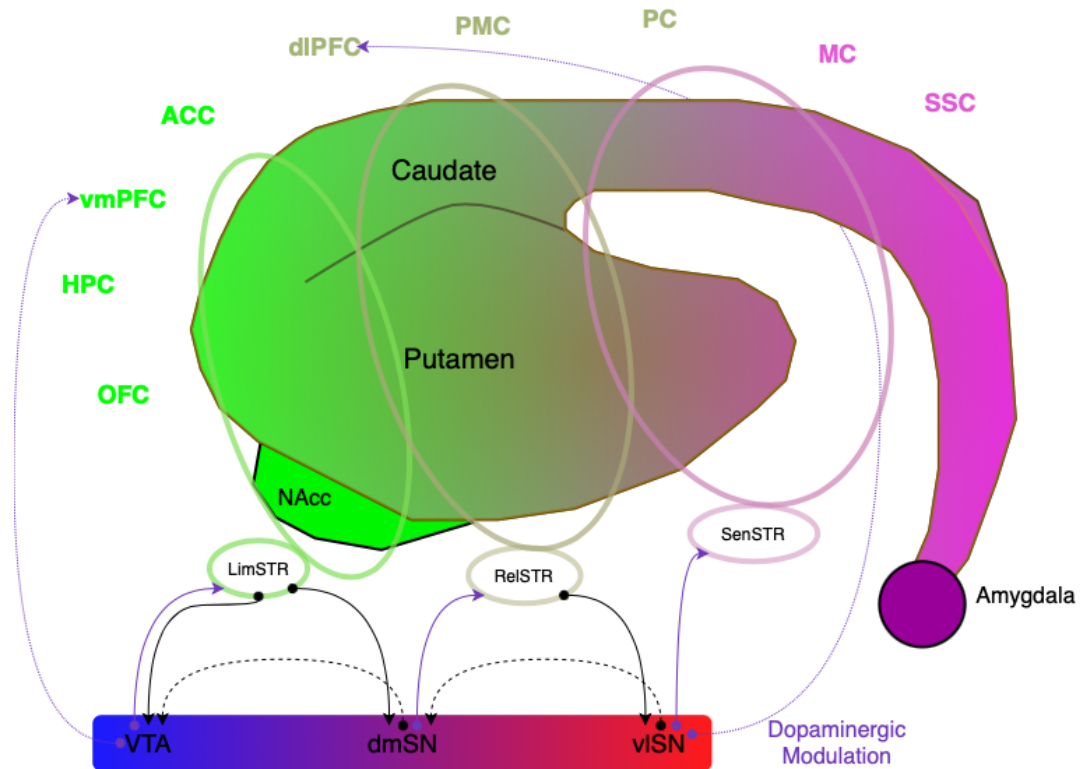 PMC
PC
dlPFC
MC
SSC
ACC
Caudate
vmPFC
HPC
Putamen
OFC
NAcc
SenSTR
LimSTR
RelSTR
Amygdala
VTA
dmSN
vlSN
Dopaminergic
Modulation